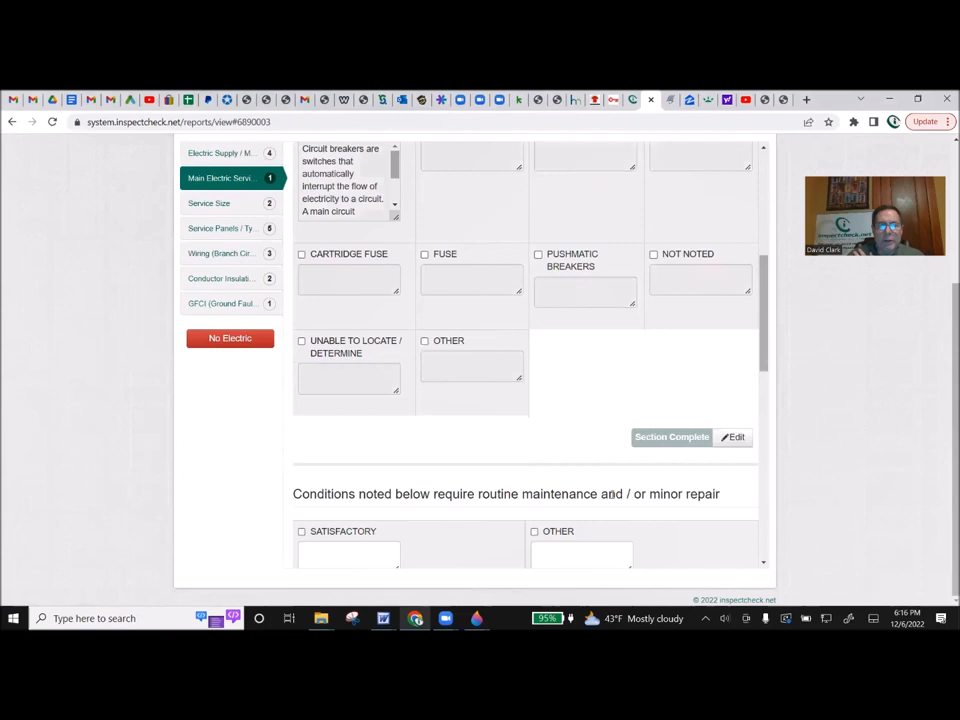 system.inspectcheck.net/reports/view#6890003
Update
Electric Supply / M... 4
Main Electric Servi... 1
Service Size 2
Service Panels / Ty... 5
Wiring (Branch Cir... 3
Conductor Insulati... 2
GFCI (Ground Faul... 1
No Electric
Circuit breakers are
switches that
automatically
interrupt the flow of
electricity to a circuit.
A main circuit
CARTRIDGE FUSE
FUSE
PUSHMATIC
BREAKERS
NOT NOTED
UNABLE TO LOCATE /
DETERMINE
OTHER
Section Complete
Edit
Conditions noted below require routine maintenance and / or minor repair
SATISFACTORY
OTHER
© 2022 inspectcheck.net
inspectcheck.net
David Clark
Type here to search
95%
43°F Mostly cloudy
6:16 PM
12/6/2022